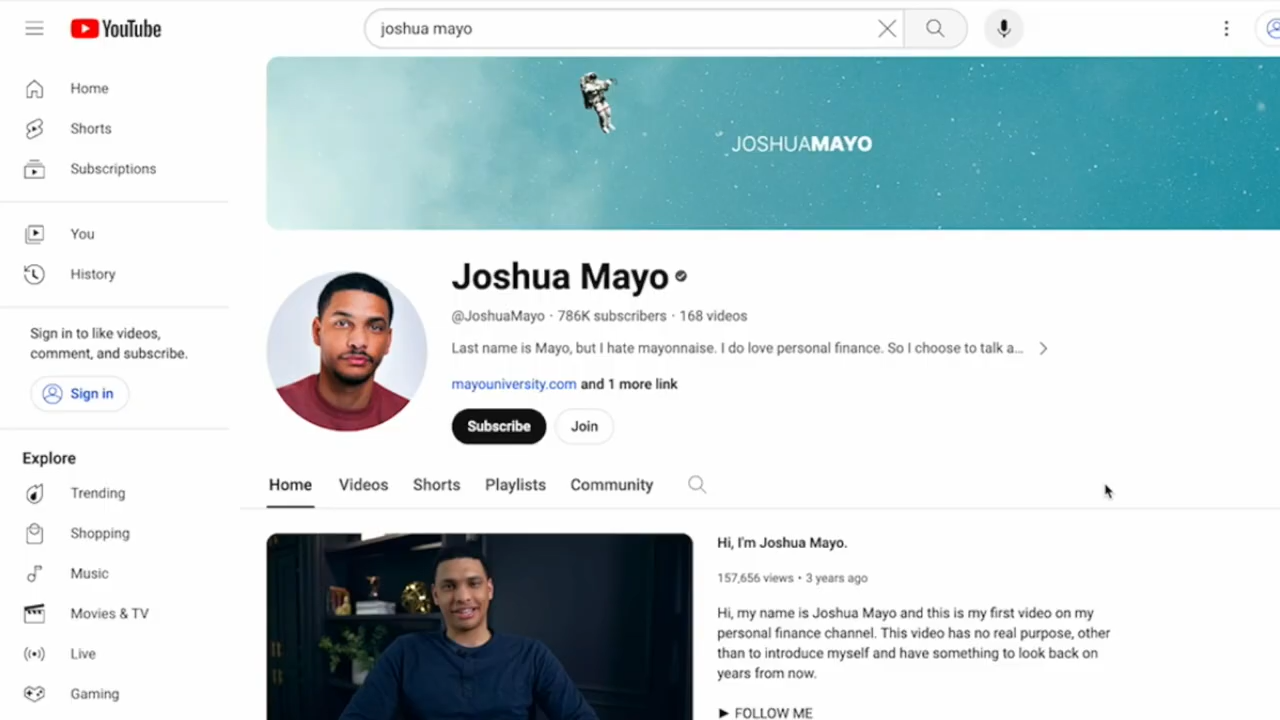 YouTube
joshua mayo
Home
Shorts
Subscriptions
You
History
Sign in to like videos,
comment, and subscribe.
Sign in
Explore
Trending
Shopping
Music
Movies & TV
Live
Gaming
JOSHUAMAYO
Joshua Mayo
@JoshuaMayo · 786K subscribers · 168 videos
Last name is Mayo, but I hate mayonnaise. I do love personal finance. So I choose to talk a...
mayouniversity.com and 1 more link
Subscribe Join
Home Videos Shorts Playlists Community
Hi, I'm Joshua Mayo.
157,656 views • 3 years ago
Hi, my name is Joshua Mayo and this is my first video on my
personal finance channel. This video has no real purpose, other
than to introduce myself and have something to look back on
years from now.
► FOLLOW ME